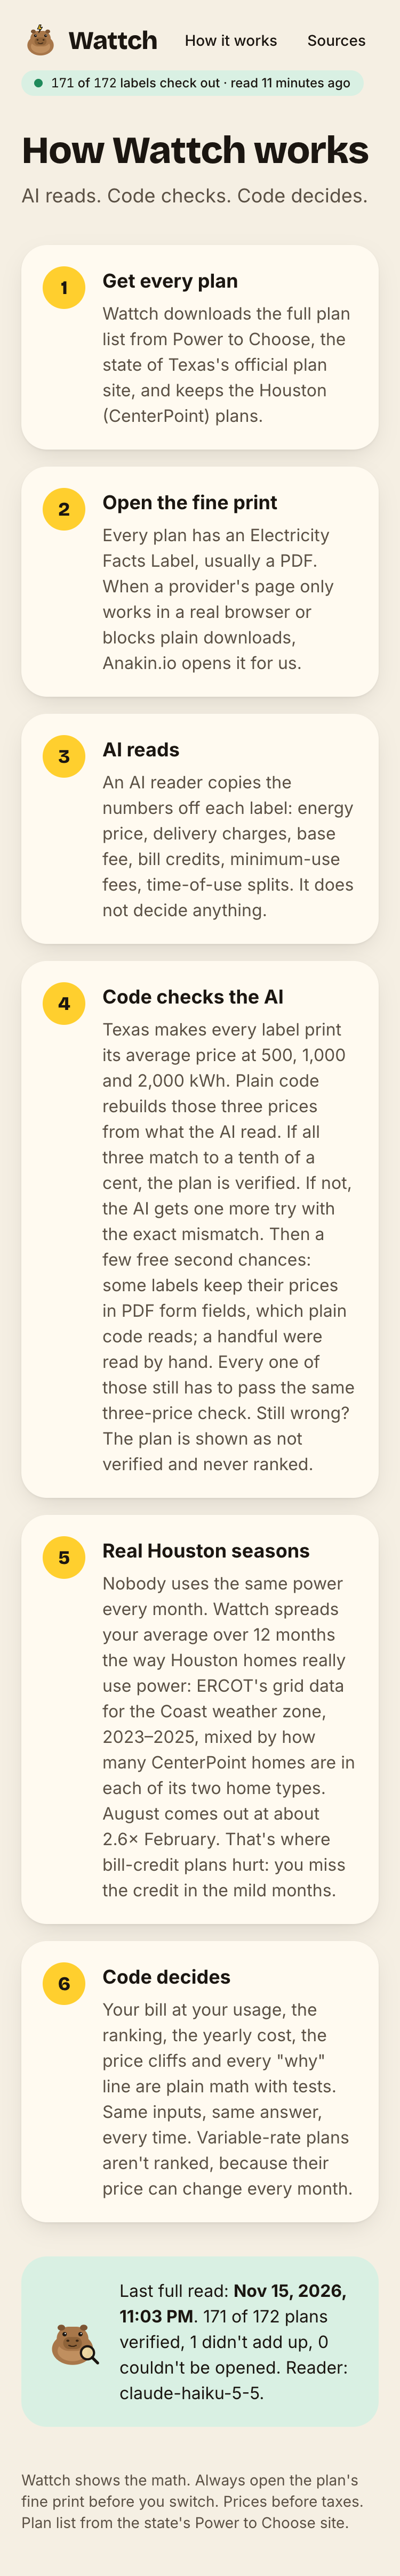 Wattch
How it works
Sources
171 of 172 labels check out · read 11 minutes ago
How Wattch works
AI reads. Code checks. Code decides.
1
Get every plan
Wattch downloads the full plan
list from Power to Choose, the
state of Texas's official plan
site, and keeps the Houston
(CenterPoint) plans.
2
Open the fine print
Every plan has an Electricity
Facts Label, usually a PDF.
When a provider's page only
works in a real browser or
blocks plain downloads,
Anakin.io opens it for us.
3
AI reads
An AI reader copies the
numbers off each label: energy
price, delivery charges, base
fee, bill credits, minimum-use
fees, time-of-use splits. It does
not decide anything.
4
Code checks the AI
Texas makes every label print
its average price at 500, 1,000
and 2,000 kWh. Plain code
rebuilds those three prices
from what the AI read. If all
three match to a tenth of a
cent, the plan is verified. If not,
the AI gets one more try with
the exact mismatch. Then a
few free second chances:
some labels keep their prices
in PDF form fields, which plain
code reads; a handful were
read by hand. Every one of
those still has to pass the same
three-price check. Still wrong?
The plan is shown as not
verified and never ranked.
5
Real Houston seasons
Nobody uses the same power
every month. Wattch spreads
your average over 12 months
the way Houston homes really
use power: ERCOT's grid data
for the Coast weather zone,
2023–2025, mixed by how
many CenterPoint homes are in
each of its two home types.
August comes out at about
2.6× February. That's where
bill-credit plans hurt: you miss
the credit in the mild months.
6
Code decides
Your bill at your usage, the
ranking, the yearly cost, the
price cliffs and every "why"
line are plain math with tests.
Same inputs, same answer,
every time. Variable-rate plans
aren't ranked, because their
price can change every month.
Last full read: Nov 15, 2026,
11:03 PM. 171 of 172 plans
verified, 1 didn't add up, 0
couldn't be opened. Reader:
claude-haiku-5-5.
Wattch shows the math. Always open the plan's
fine print before you switch. Prices before taxes.
Plan list from the state's Power to Choose site.